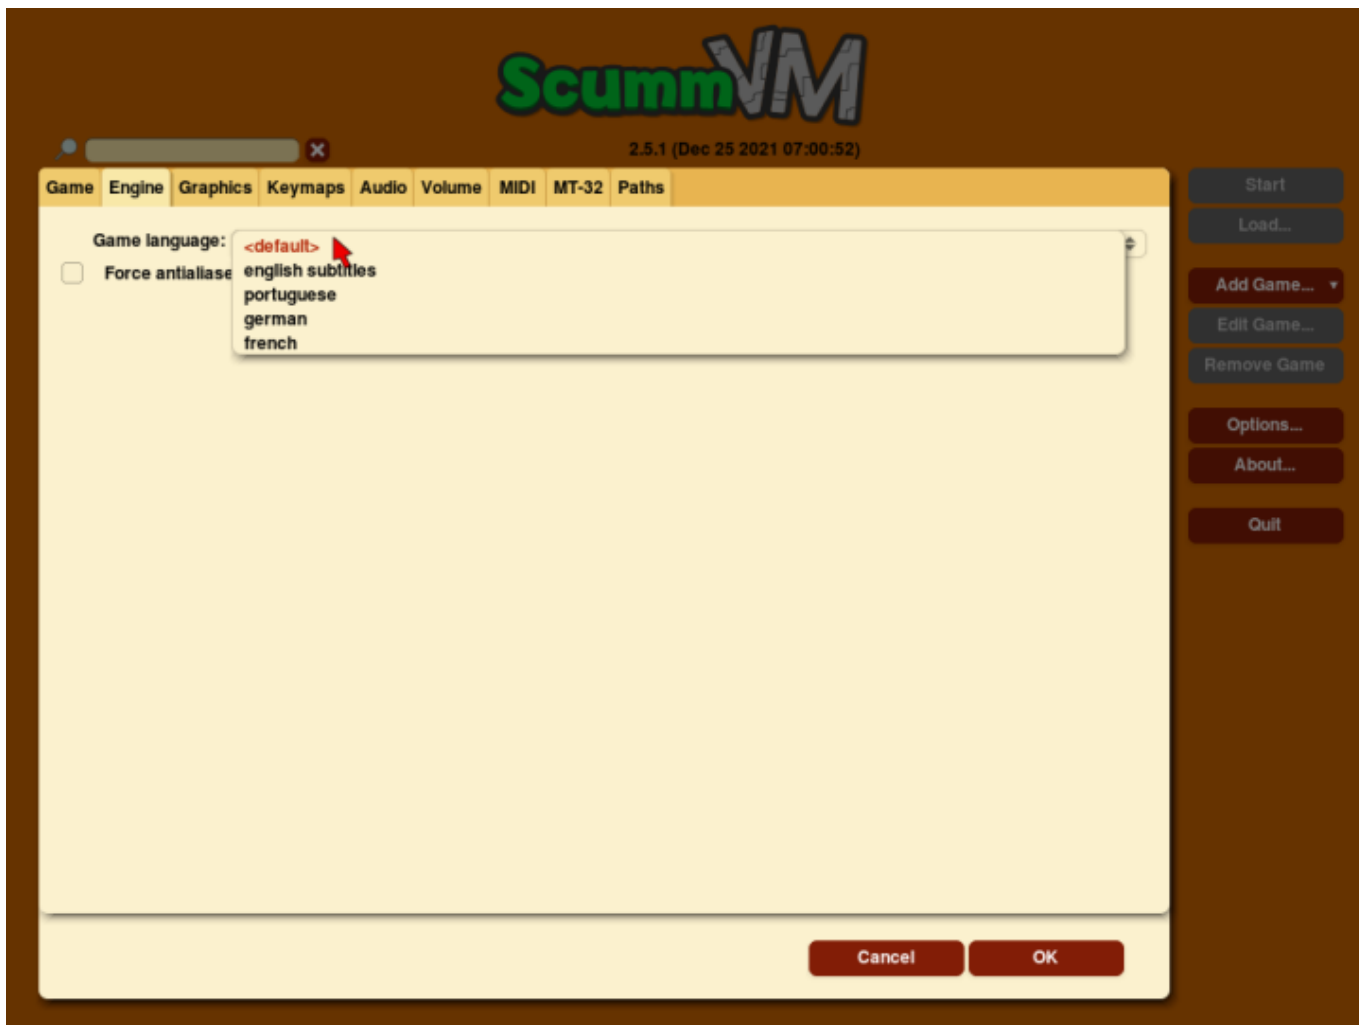 ScummVM
2.5.1 (Dec 25 2021 07:00:52)
Game Engine Graphics Keymaps Audio Volume MIDI MT-32 Paths
Game language:
<default>
english subtitles
portuguese
german
french
Force antialiase
Cancel
OK
Start
Load...
Add Game...
Edit Game...
Remove Game
Options...
About...
Quit